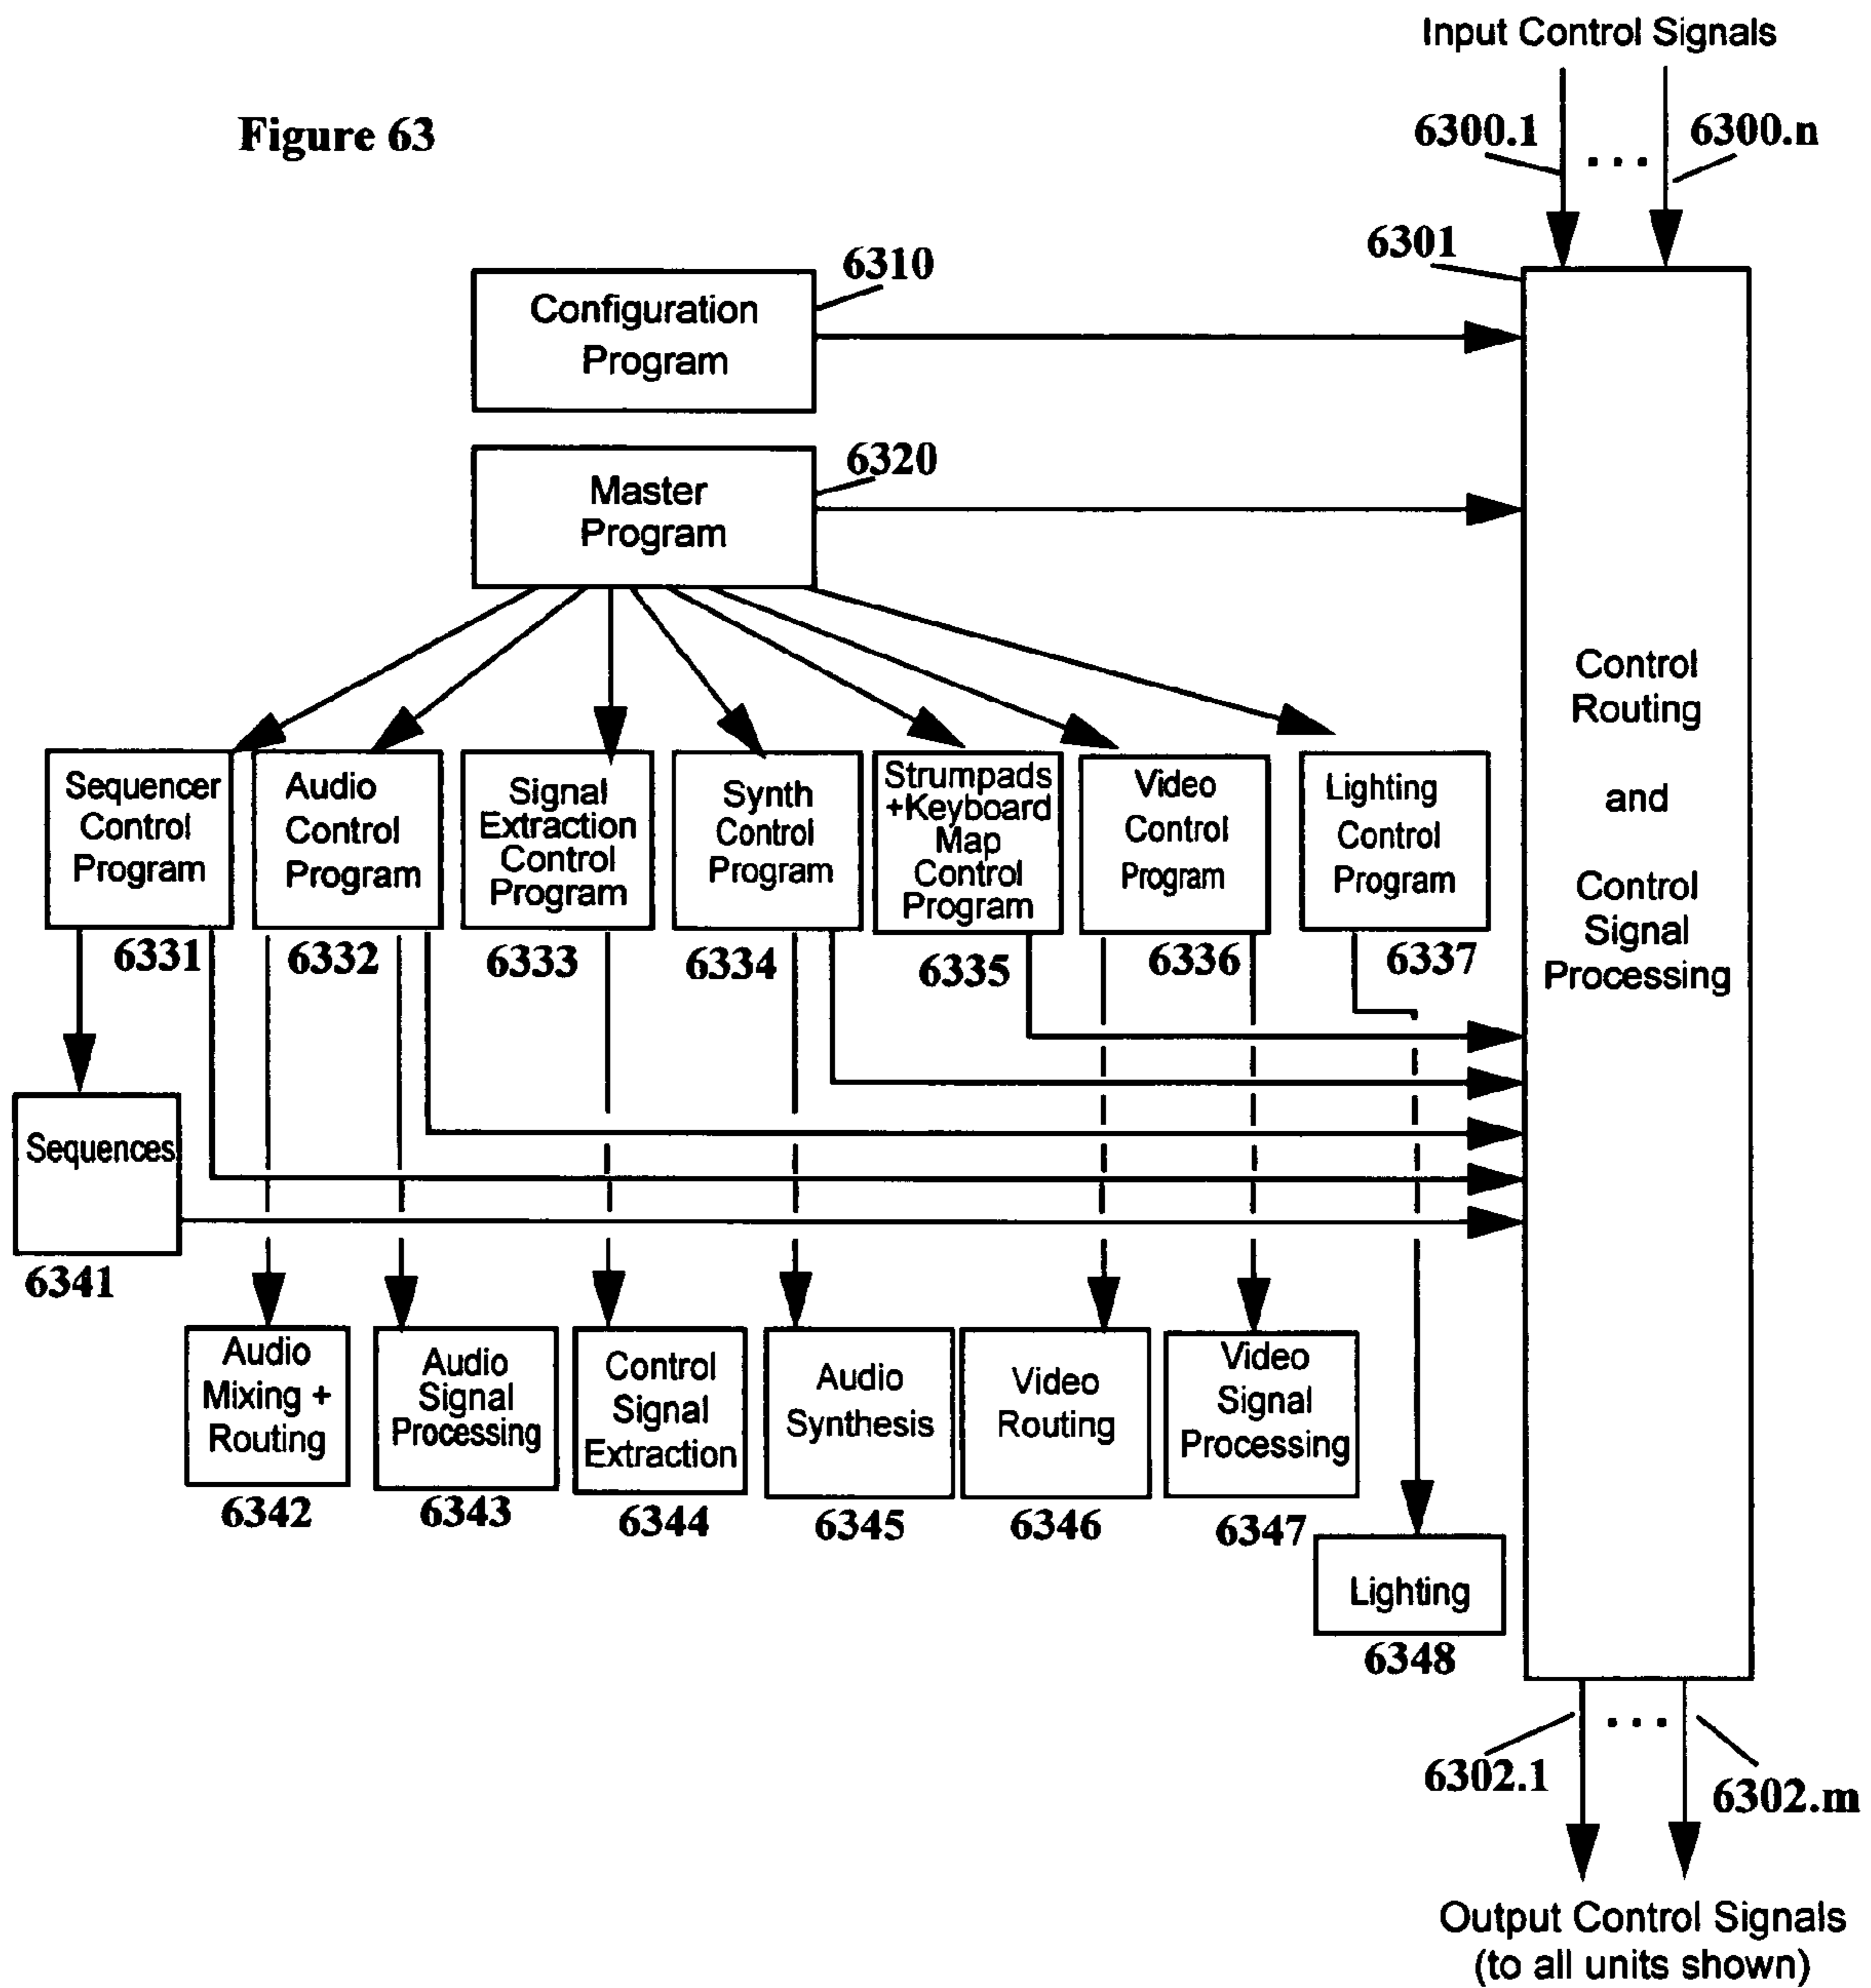 Input Control Signals
Figure 63
6300.1
...
6300.n
6301
6310
Configuration
Program
6320
Master
Program
Control
Routing
and
Control
Signal
Processing
Sequencer
Control
Program
6331
Audio
Control
Program
6332
Signal
Extraction
Control
Program
6333
Synth
Control
Program
6334
Strumpads
+Keyboard
Map
Control
Program
6335
Video
Control
Program
6336
Lighting
Control
Program
6337
Sequences
6341
Audio
Mixing +
Routing
6342
Audio
Signal
Processing
6343
Control
Signal
Extraction
6344
Audio
Synthesis
6345
Video
Routing
6346
Video
Signal
Processing
6347
Lighting
6348
6302.1
...
6302.m
Output Control Signals
(to all units shown)